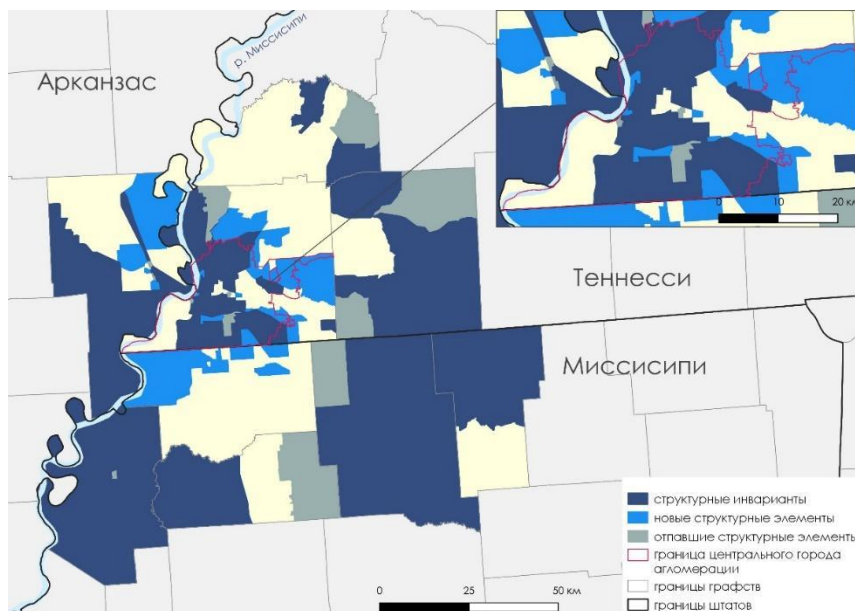 Арканзас
р. Миссисипи
0 10 20 км
Теннесси
Миссисипи
структурные инварианты
новые структурные элементы
отпавшие структурные элементы
граница центрального города
агломерации
границы графств
границы штатов
0 25 50 км